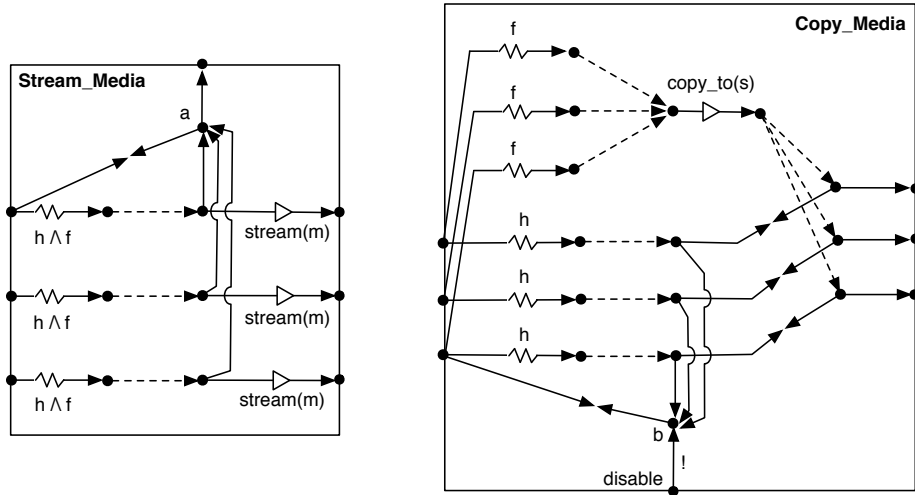 Stream_Media
a
h ∧ f
stream(m)
h ∧ f
stream(m)
h ∧ f
stream(m)
Copy_Media
f
copy_to(s)
f
f
h
h
h
b
!
disable